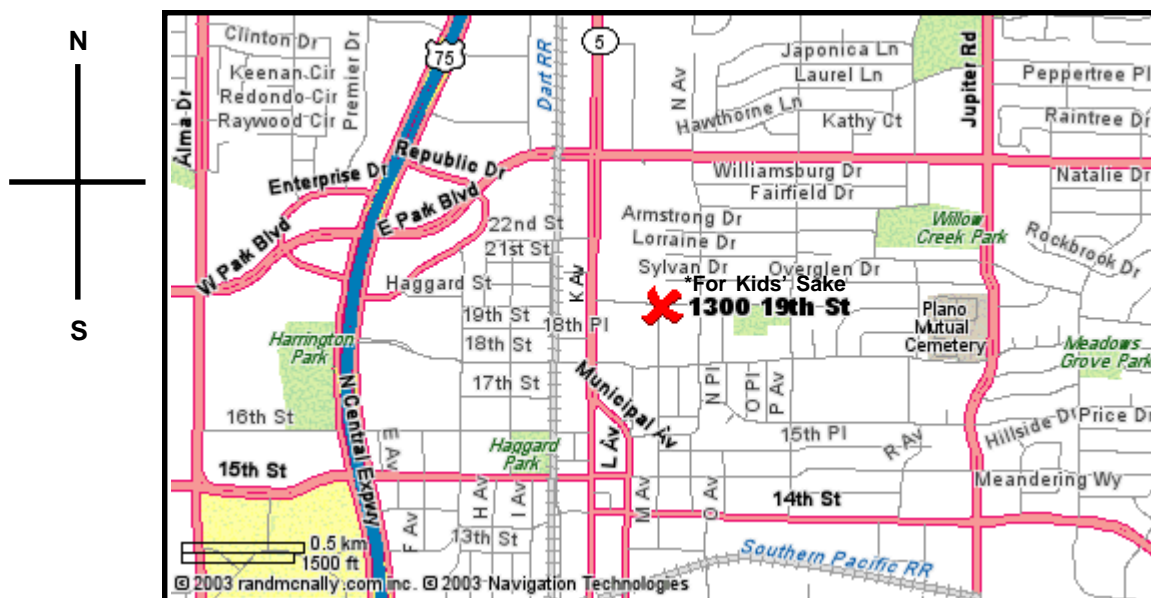 N
S
Clinton Dr
Keenan Cir
Redondo Cir
Raywood Cir
Premier Dr
Alma Dr
75
Dart RR
5
N Av
Japonica Ln
Laurel Ln
Hawthorne Ln
Kathy Ct
Jupiter Rd
Peppertree Pl
Raintree Dr
Republic Dr
Enterprise Dr
E Park Blvd
W Park Blvd
Williamsburg Dr
Fairfield Dr
Natalie Dr
22nd St
21st St
Armstrong Dr
Lorraine Dr
Sylvan Dr
Overglen Dr
Willow
Creek Park
Rockbrook Dr
Haggard St
K Av
*For Kids' Sake
1300 19th St
19th St
18th Pl
18th St
17th St
16th St
Harrington
Park
Plano
Mutual
Cemetery
Meadows
Grove Park
Municipal Av
N Pl
O Pl
P Av
N Central Expwy
E Av
Haggard
Park
L Av
15th Pl
R Av
Hillside Dr
Price Dr
15th St
Meandering Wy
H Av
I Av
M Av
O Av
14th St
F Av
13th St
Southern Pacific RR
0.5 km
1500 ft
© 2003 randmcnally.com inc. © 2003 Navigation Technologies